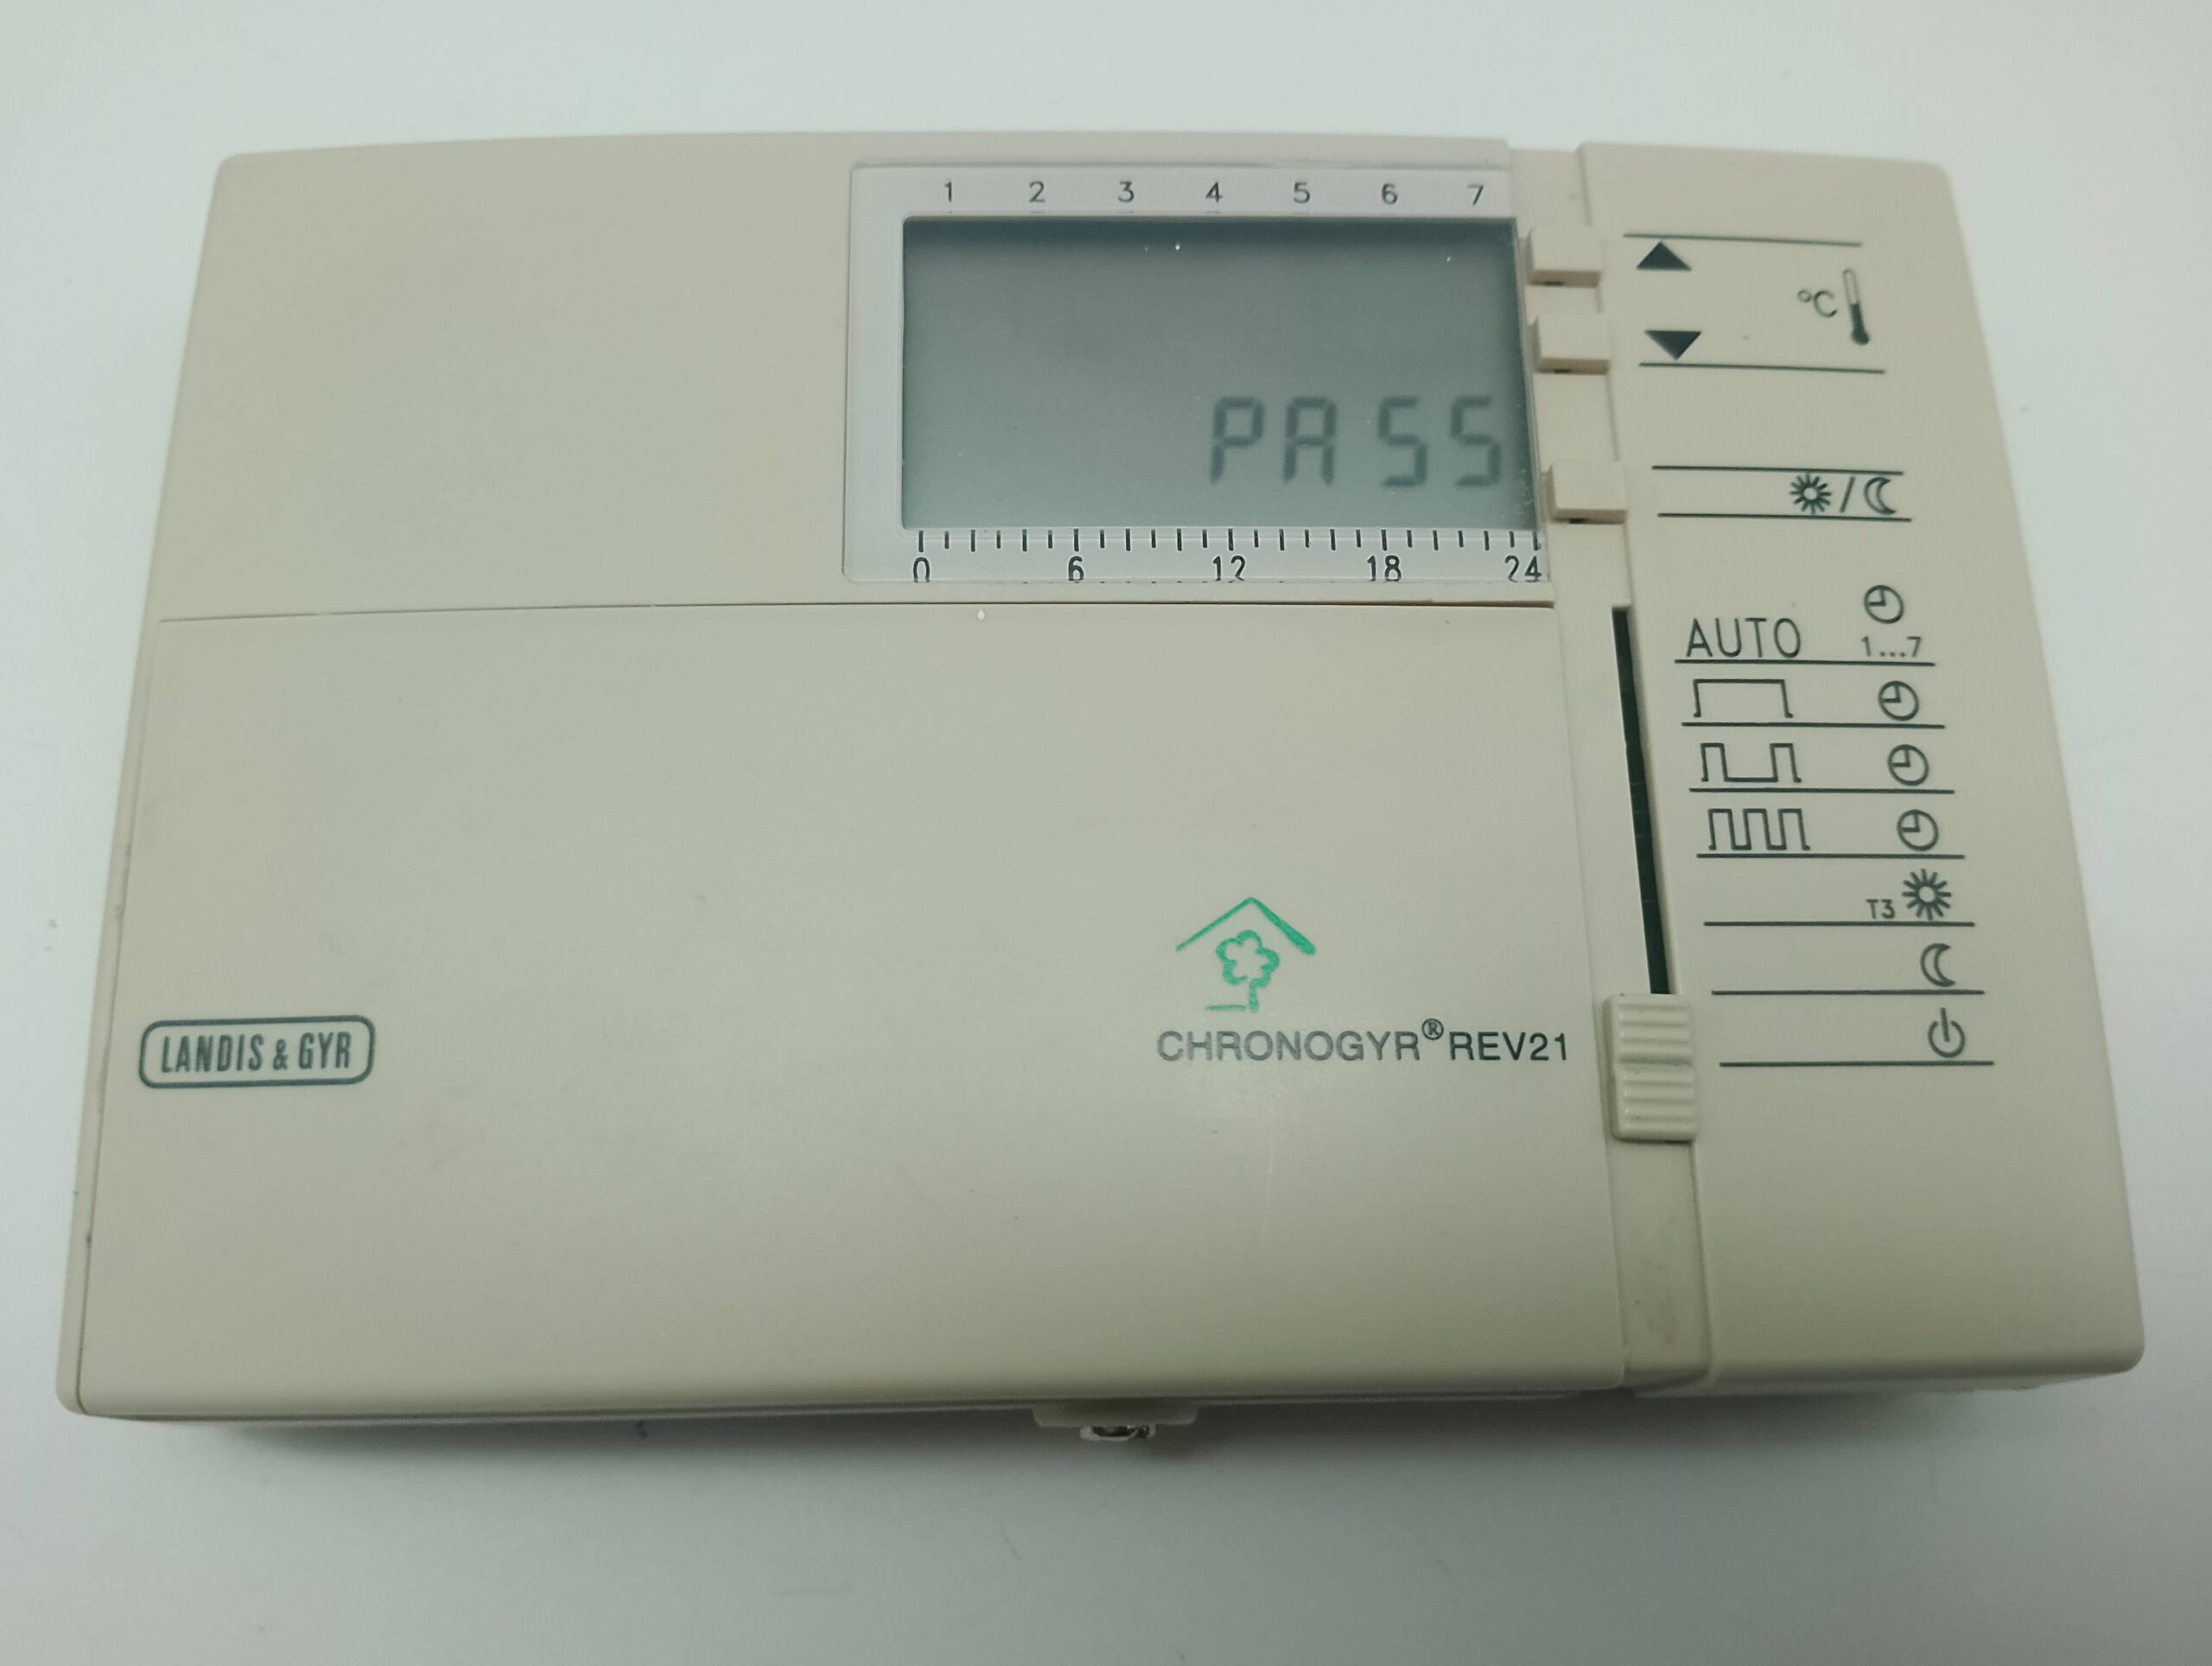 1 2 3 4 5 6 7
°C
PASS
/
0 6 12 18 24
AUTO 1...7
T3
LANDIS & GYR
CHRONOGYR® REV21